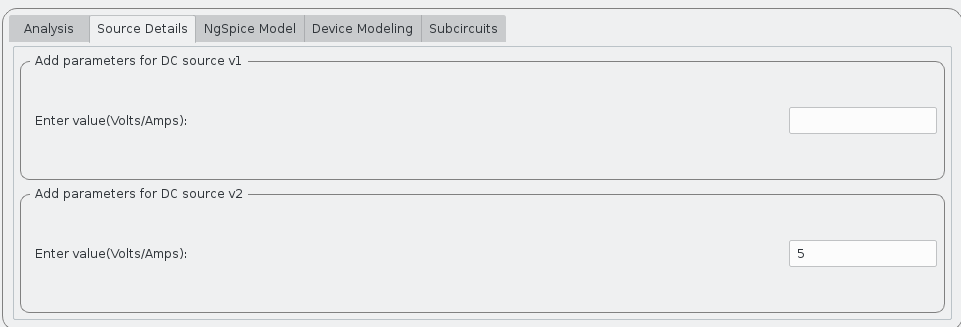 Analysis Source Details NgSpice Model Device Modeling Subcircuits
Add parameters for DC source v1
Enter value(Volts/Amps):
Add parameters for DC source v2
Enter value(Volts/Amps): 5